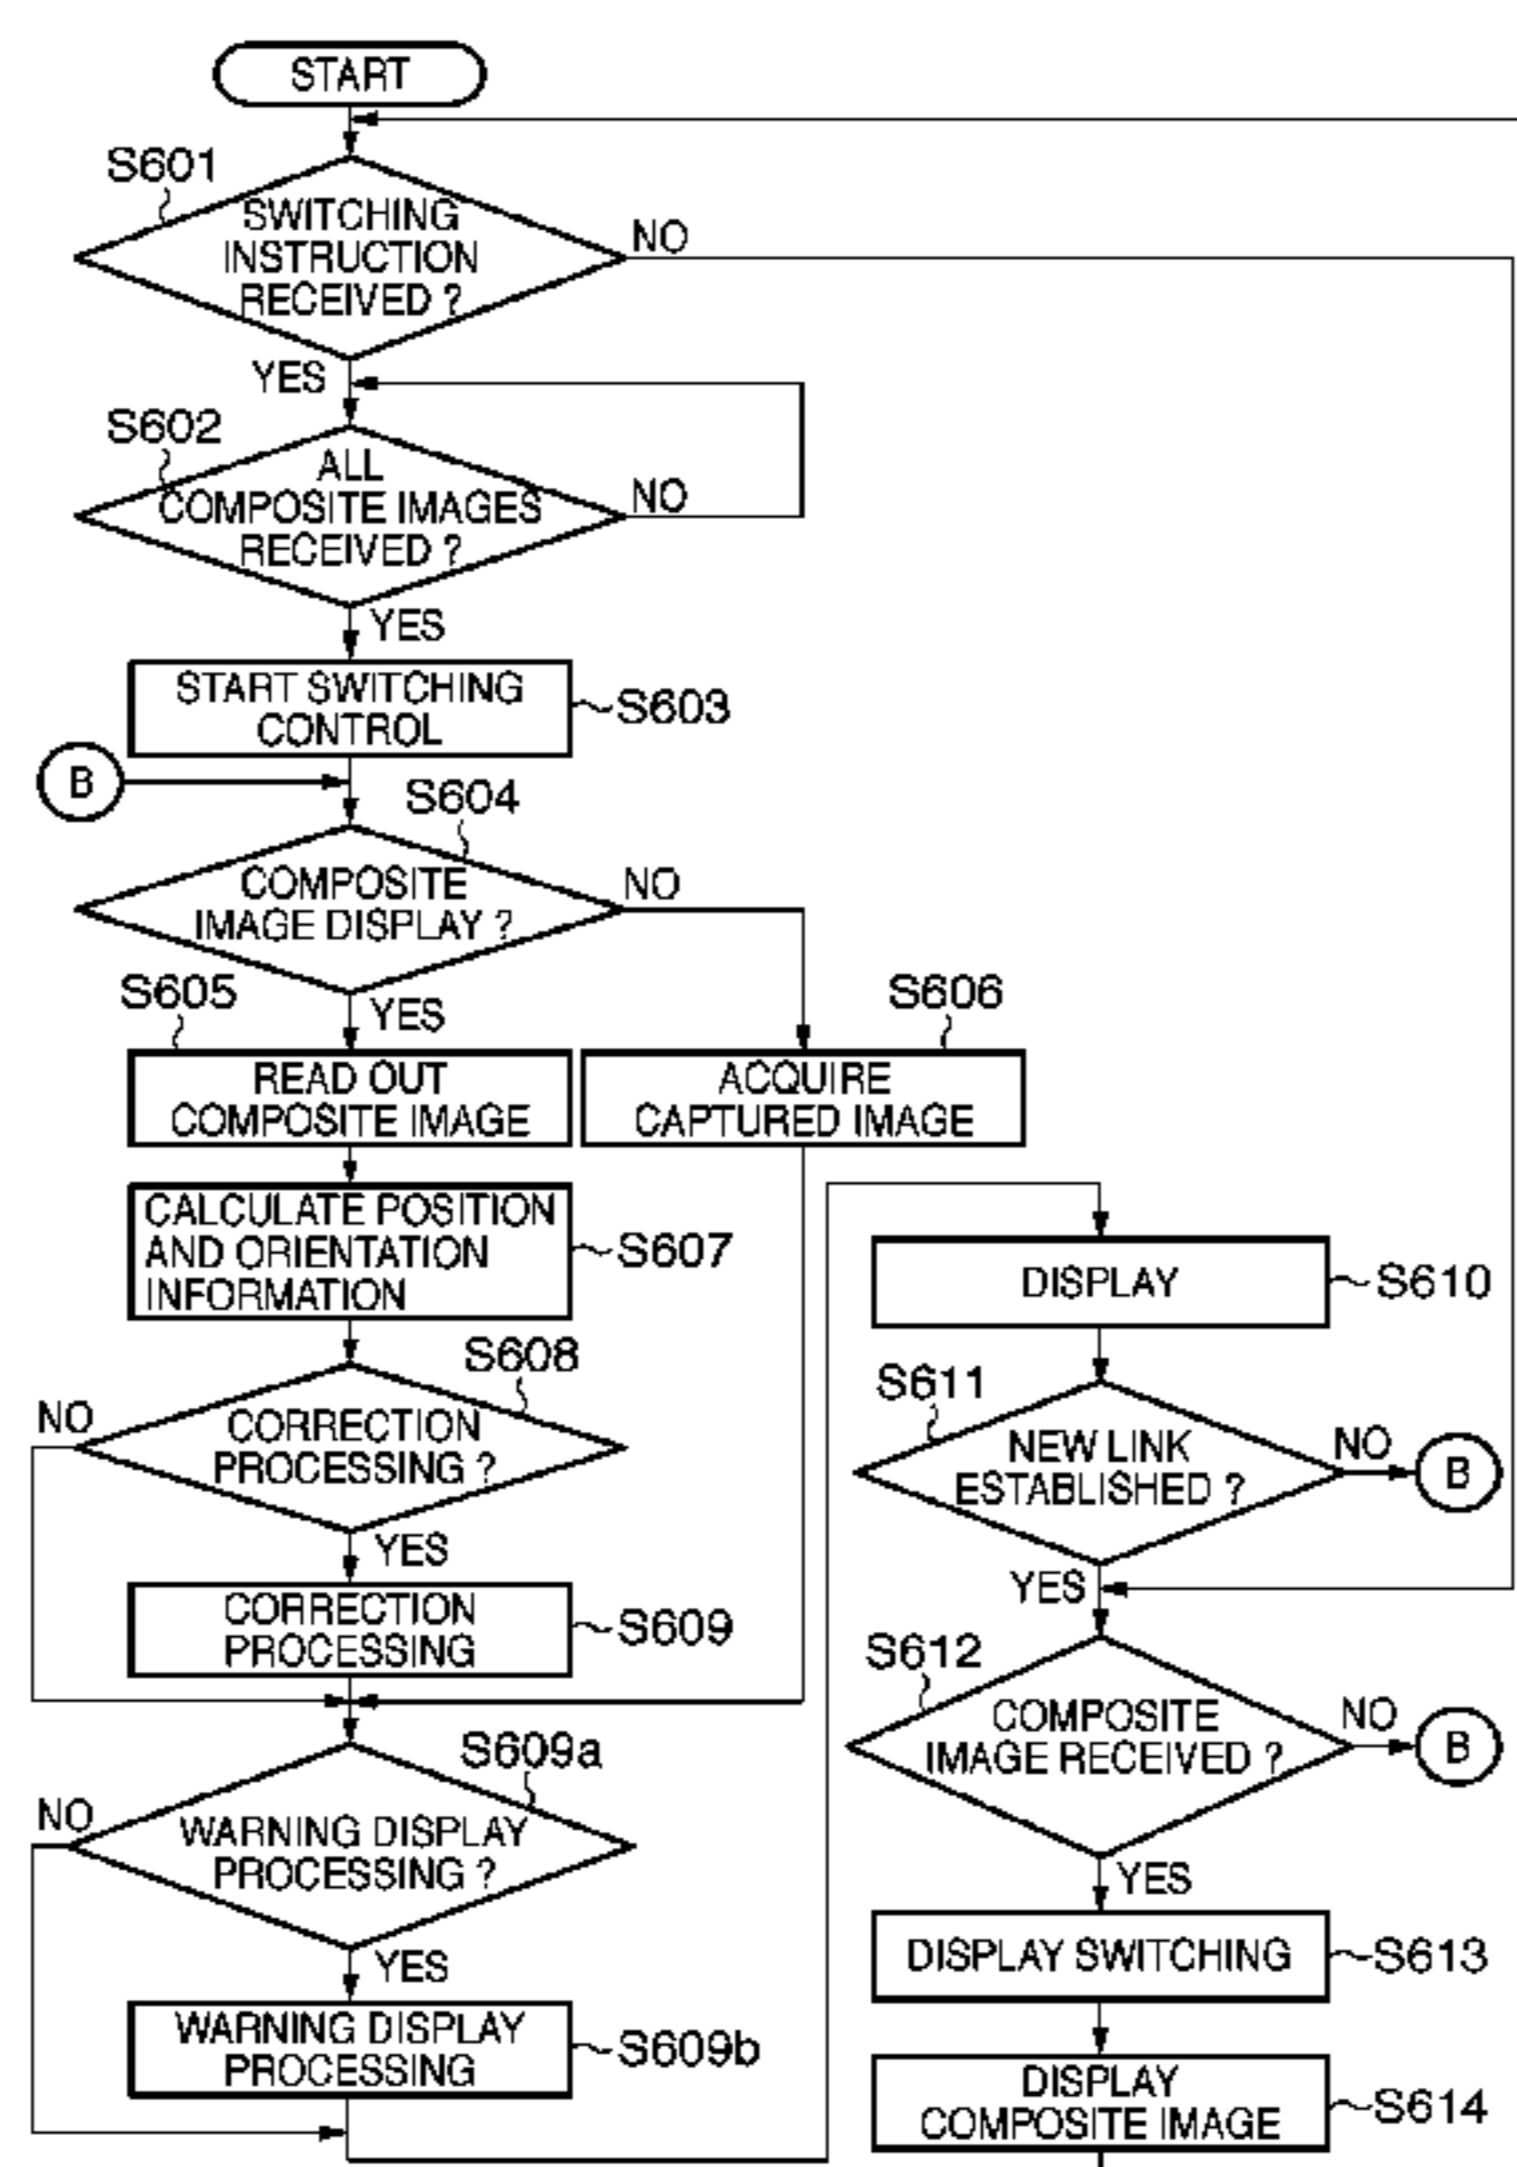 START
S601
SWITCHING
INSTRUCTION
RECEIVED ?
NO
YES
S602
ALL
COMPOSITE IMAGES
RECEIVED ?
NO
YES
START SWITCHING
CONTROL
S603
B
S604
COMPOSITE
IMAGE DISPLAY ?
NO
YES
S605
READ OUT
COMPOSITE IMAGE
S606
ACQUIRE
CAPTURED IMAGE
CALCULATE POSITION
AND ORIENTATION
INFORMATION
S607
S608
CORRECTION
PROCESSING ?
NO
YES
CORRECTION
PROCESSING
S609
S609a
WARNING DISPLAY
PROCESSING ?
NO
YES
WARNING DISPLAY
PROCESSING
S609b
DISPLAY
S610
S611
NEW LINK
ESTABLISHED ?
NO
B
YES
S612
COMPOSITE
IMAGE RECEIVED ?
NO
B
YES
DISPLAY SWITCHING
S613
DISPLAY
COMPOSITE IMAGE
S614